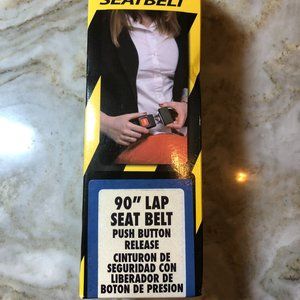 SEATBELT
90" LAP
SEAT BELT
PUSH BUTTON
RELEASE
CINTURON DE
SEGURIDAD CON
LIBERADOR DE
BOTON DE PRESION